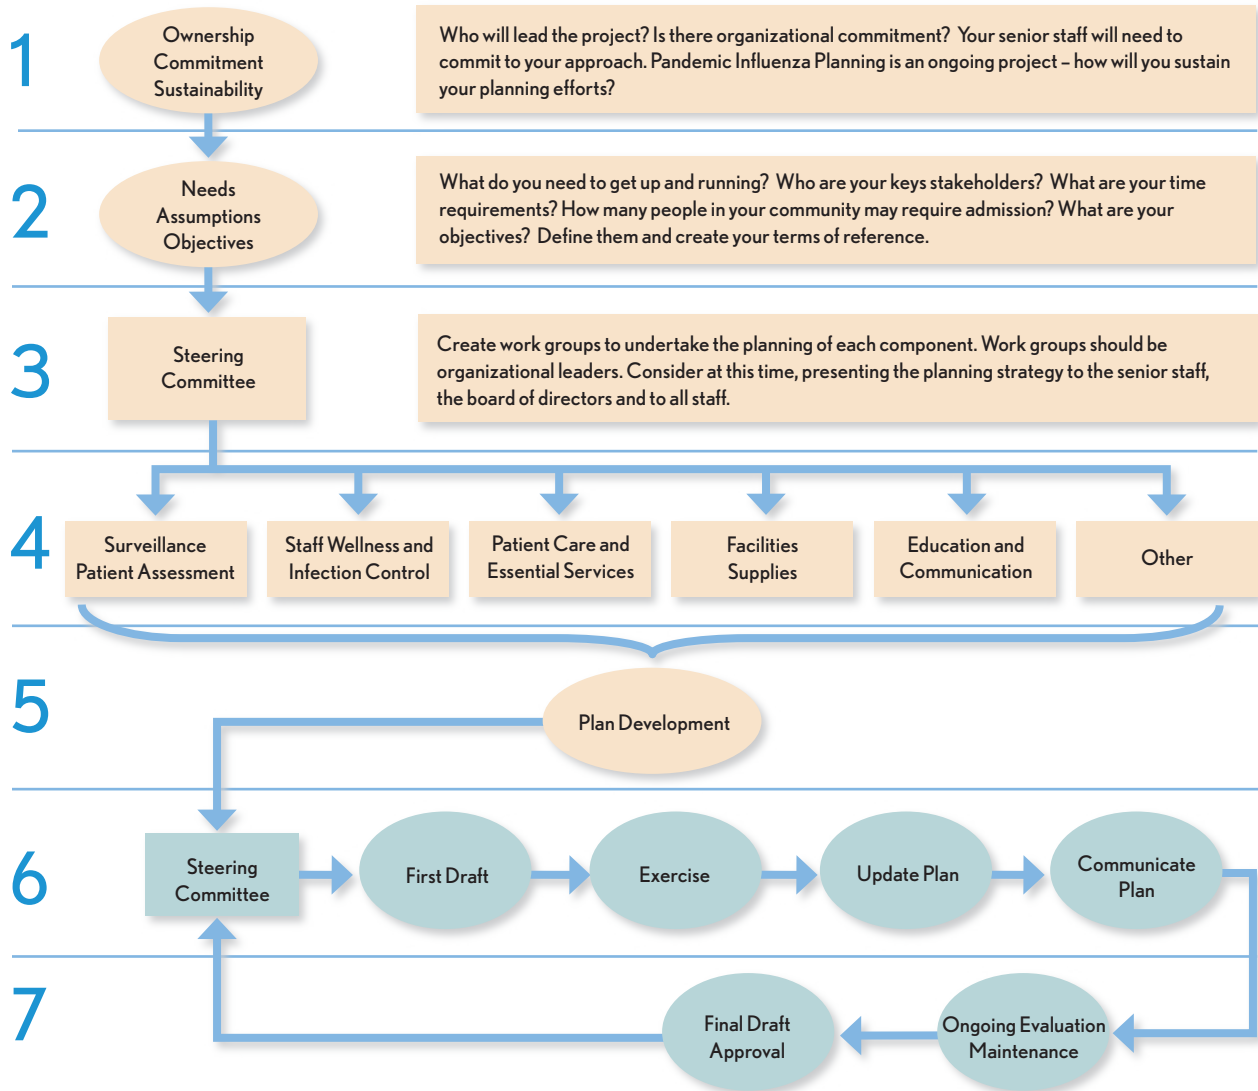 1
Ownership
Commitment
Sustainability
Who will lead the project? Is there organizational commitment? Your senior staff will need to
commit to your approach. Pandemic Influenza Planning is an ongoing project – how will you sustain
your planning efforts?
2
Needs
Assumptions
Objectives
What do you need to get up and running? Who are your keys stakeholders? What are your time
requirements? How many people in your community may require admission? What are your
objectives? Define them and create your terms of reference.
3
Steering
Committee
Create work groups to undertake the planning of each component. Work groups should be
organizational leaders. Consider at this time, presenting the planning strategy to the senior staff,
the board of directors and to all staff.
4
Surveillance
Patient Assessment
Staff Wellness and
Infection Control
Patient Care and
Essential Services
Facilities
Supplies
Education and
Communication
Other
5
Plan Development
6
Steering
Committee
First Draft
Exercise
Update Plan
Communicate
Plan
7
Final Draft
Approval
Ongoing Evaluation
Maintenance